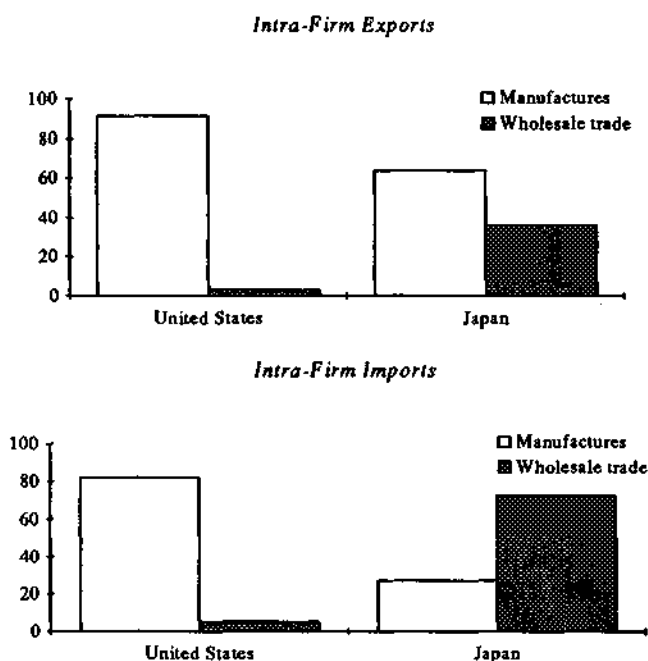 Intra-Firm Exports
Manufactures
Wholesale trade
100
80
60
40
20
0
United States Japan
Intra-Firm Imports
Manufactures
Wholesale trade
100
80
60
40
20
0
United States Japan